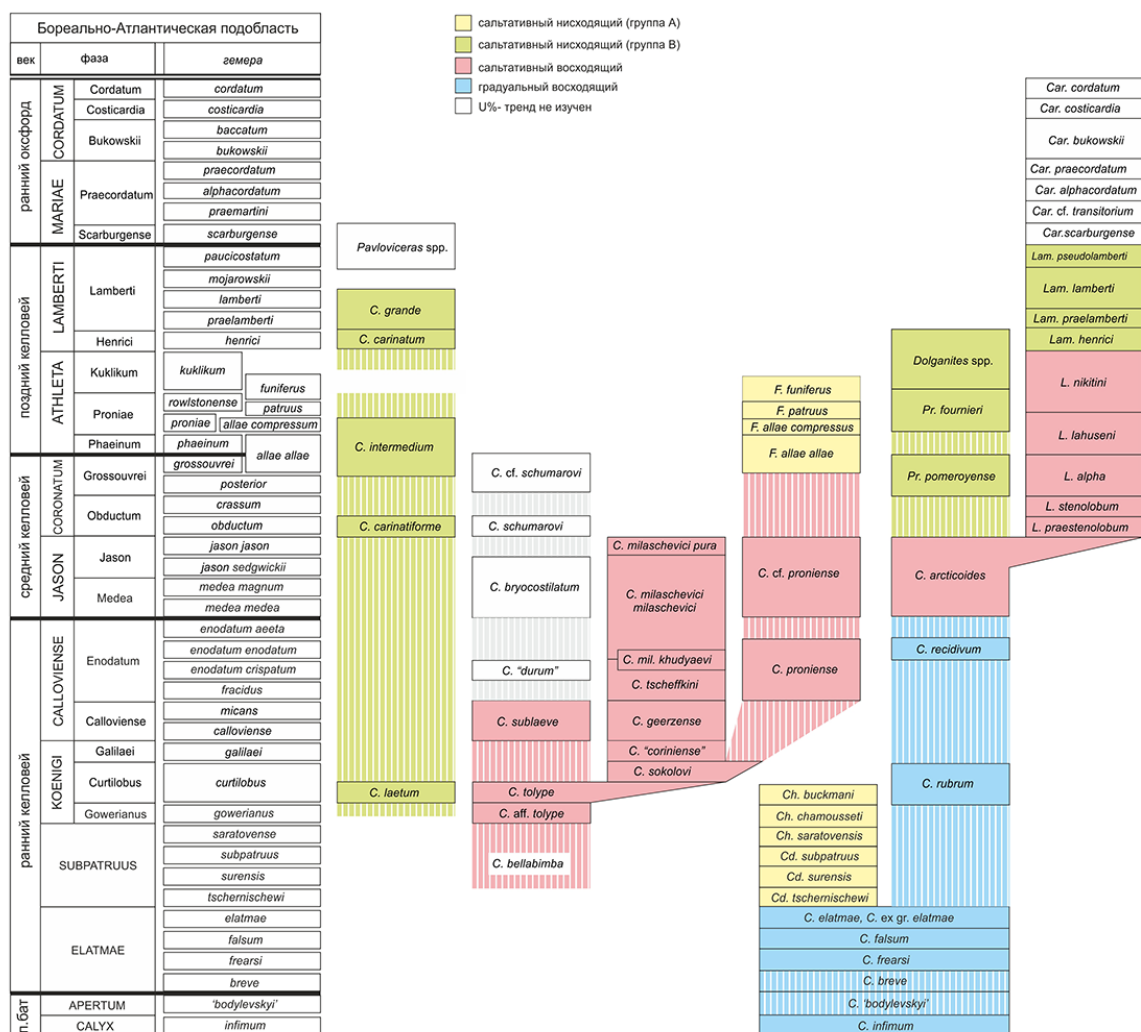 Бореально-Атлантическая подобласть
век
фаза
гемера
сальтативный нисходящий (группа А)
сальтативный нисходящий (группа В)
сальтативный восходящий
градуальный восходящий
U%- тренд не изучен
ранний оксфорд
CORDATUM
Cordatum
Costicardia
Bukowskii
cordatum
costicardia
baccatum
bukowskii
MARIAE
Praecordatum
Scarburgense
praecordatum
alphacordatum
praemartini
scarburgense
поздний келловей
LAMBERTI
Lamberti
Henrici
paucicostatum
mojarowskii
lamberti
praelamberti
henrici
ATHLETA
Kuklikum
Proniae
Phaeinum
kuklikum
funiferus
rowlstonense
patruus
proniae
allae compressum
phaeinum
allae allae
средний келловей
CORONATUM
Grossouvrei
Obductum
grossouvrei
posterior
crassum
obductum
JASON
Jason
Medea
jason jason
jason sedgwickii
medea magnum
medea medea
ранний келловей
CALLOVIENSE
Enodatum
Calloviense
enodatum aeeta
enodatum enodatum
enodatum crispatum
fracidus
micans
calloviense
KOENIGI
Galilaei
Curtilobus
Gowerianus
galilaei
curtilobus
gowerianus
SUBPATRUUS
saratovense
subpatruus
surensis
tschernischewi
ELATMAE
elatmae
falsum
frearsi
breve
п.бат
APERTUM
'bodylevskyi'
CALYX
infimum
Pavloviceras spp.
C. grande
C. carinatum
C. intermedium
C. carinatiforme
C. laetum
C. cf. schumarovi
C. schumarovi
C. bryocostilatum
C. “durum”
C. sublaeve
C. tolype
C. aff. tolype
C. bellabimba
C. milaschevici pura
C. milaschevici
milaschevici
C. mil. khudyaevi
C. tscheffkini
C. geerzense
C. “coriniense”
C. sokolovi
F. funiferus
F. patruus
F. allae compressus
F. allae allae
C. cf. proniense
C. proniense
Ch. buckmani
Ch. chamousseti
Ch. saratovensis
Cd. subpatruus
Cd. surensis
Cd. tschernischewi
C. elatmae, C. ex gr. elatmae
C. falsum
C. frearsi
C. breve
C. 'bodylevskyi'
C. infimum
Dolganites spp.
Pr. fournieri
Pr. pomeroyense
C. arcticoides
C. recidivum
C. rubrum
Car. cordatum
Car. costicardia
Car. bukowskii
Car. praecordatum
Car. alphacordatum
Car. cf. transitorium
Car.scarburgense
Lam. pseudolamberti
Lam. lamberti
Lam. praelamberti
Lam. henrici
L. nikitini
L. lahuseni
L. alpha
L. stenolobum
L. praestenolobum